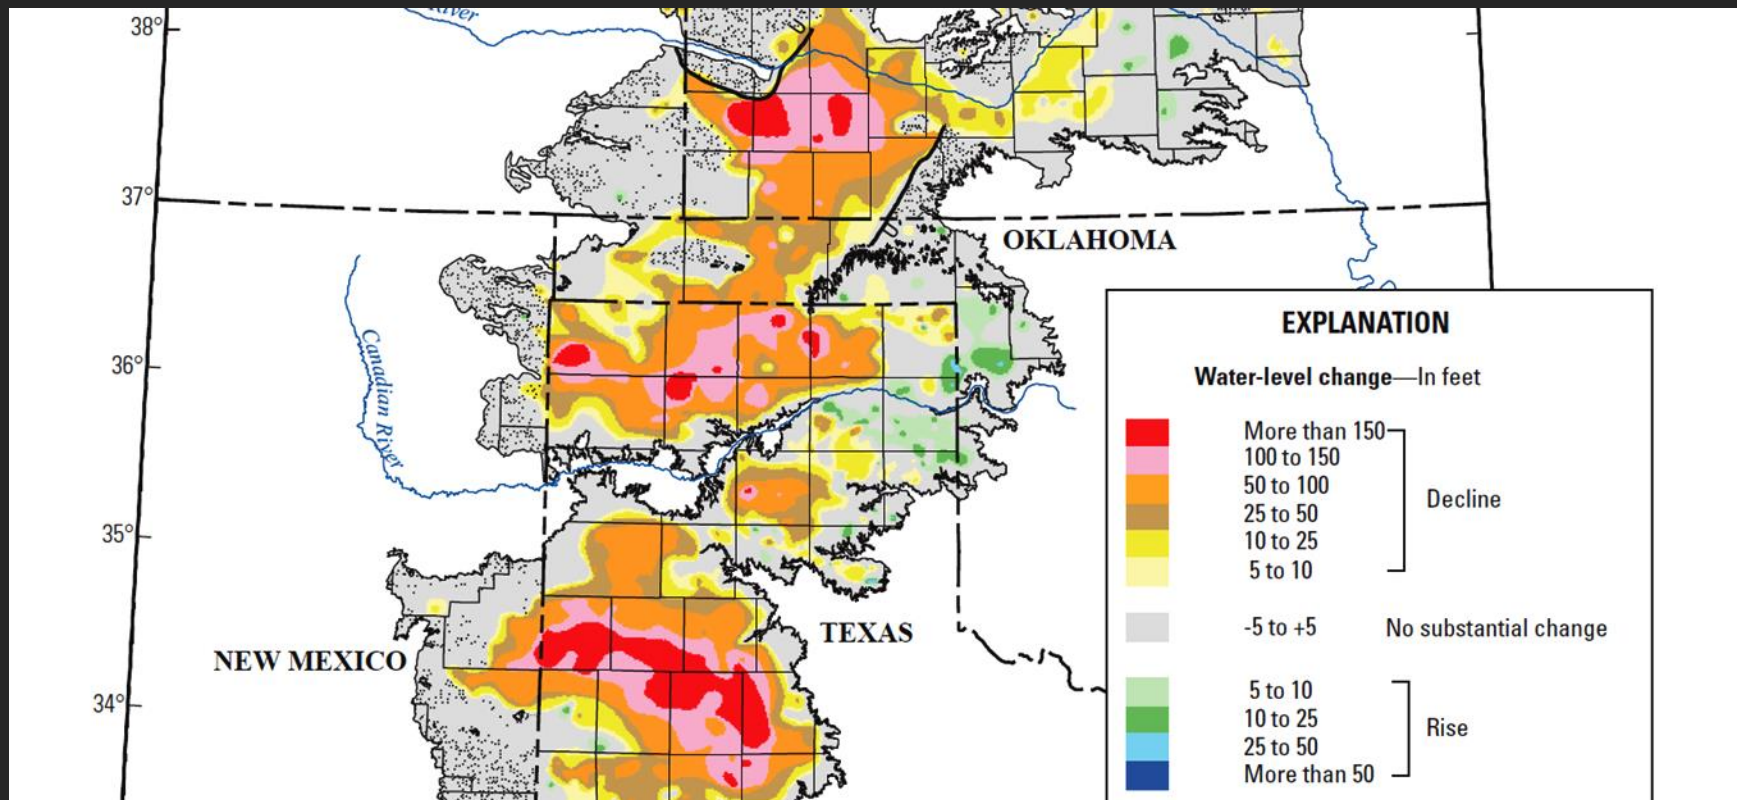 38°
River
37°
OKLAHOMA
36°
Canadian River
35°
NEW MEXICO
TEXAS
34°
EXPLANATION
Water-level change—In feet
More than 150
100 to 150
50 to 100
25 to 50
10 to 25
5 to 10
Decline
-5 to +5 No substantial change
5 to 10
10 to 25
25 to 50
More than 50
Rise